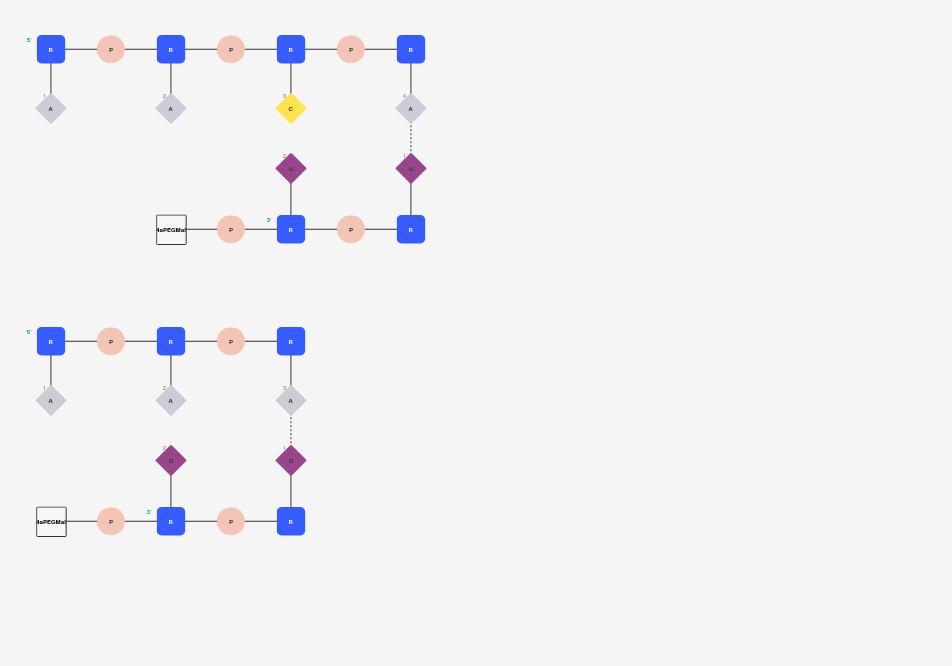 5'
R P R P R P R
1 2 3 4
A A C A
2 1
U U
3'
4aPEGMal P R P R
5'
R P R P R
1 2 3
A A A
2 1
U U
3'
4aPEGMal P R P R